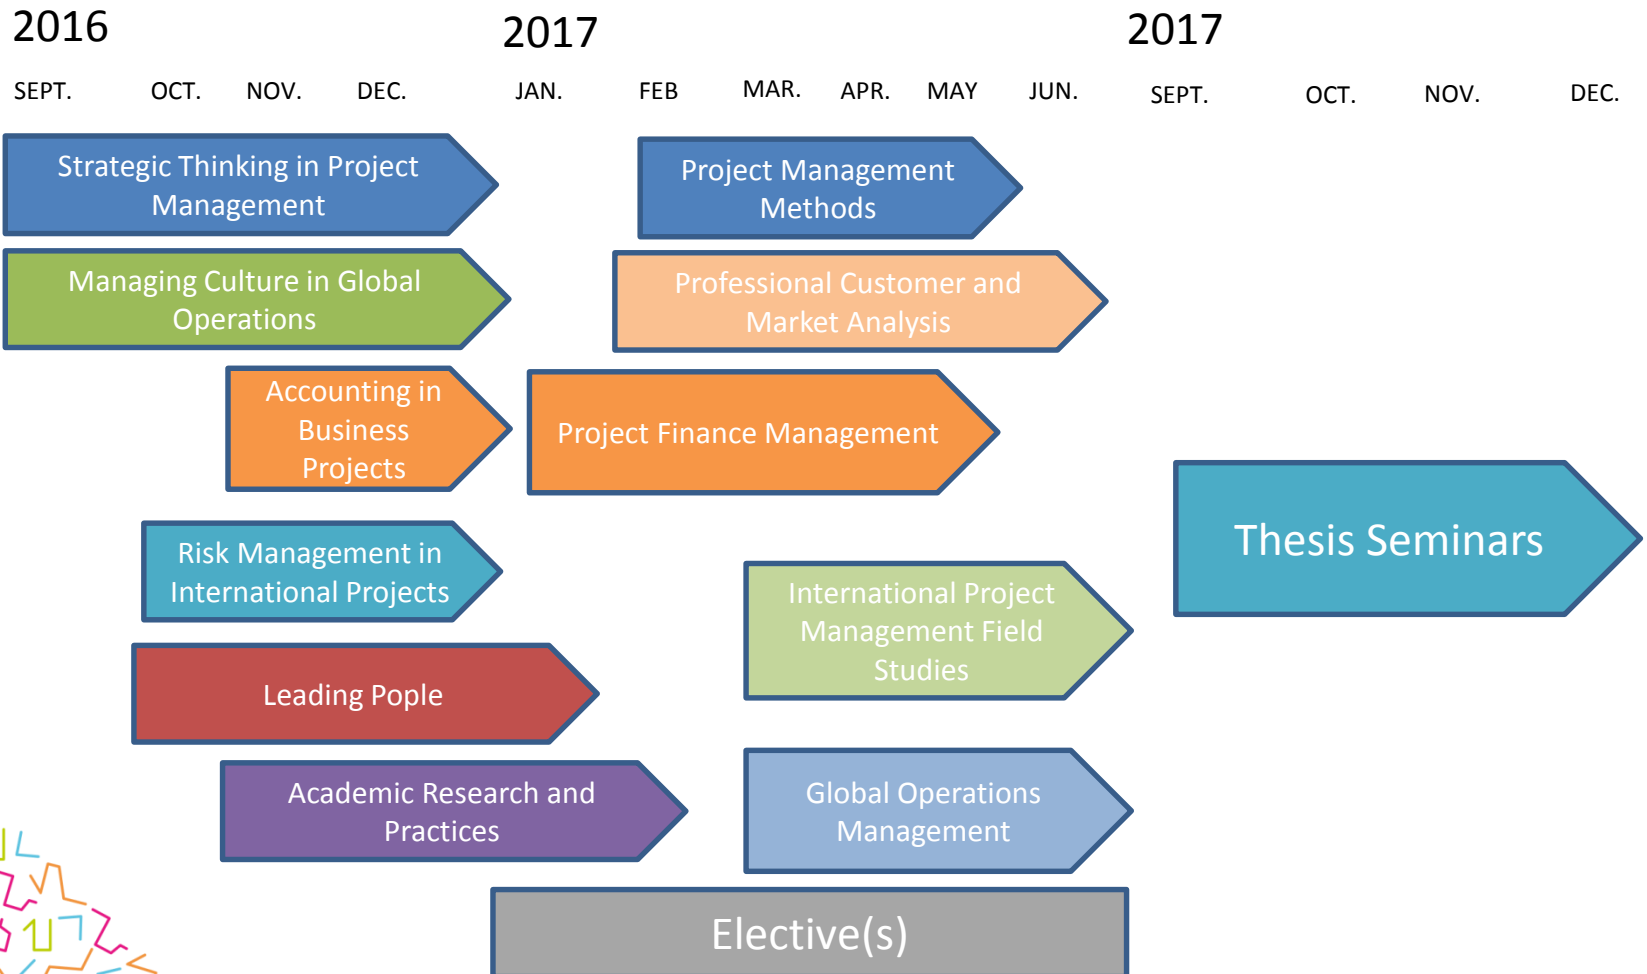 2016
2017
2017
SEPT.
OCT.
NOV.
DEC.
JAN.
FEB
MAR.
APR.
MAY
JUN.
SEPT.
OCT.
NOV.
DEC.
Strategic Thinking in Project
Management
Project Management
Methods
Managing Culture in Global
Operations
Professional Customer and
Market Analysis
Accounting in
Business
Projects
Project Finance Management
Thesis Seminars
Risk Management in
International Projects
International Project
Management Field
Studies
Leading Pople
Academic Research and
Practices
Global Operations
Management
Elective(s)